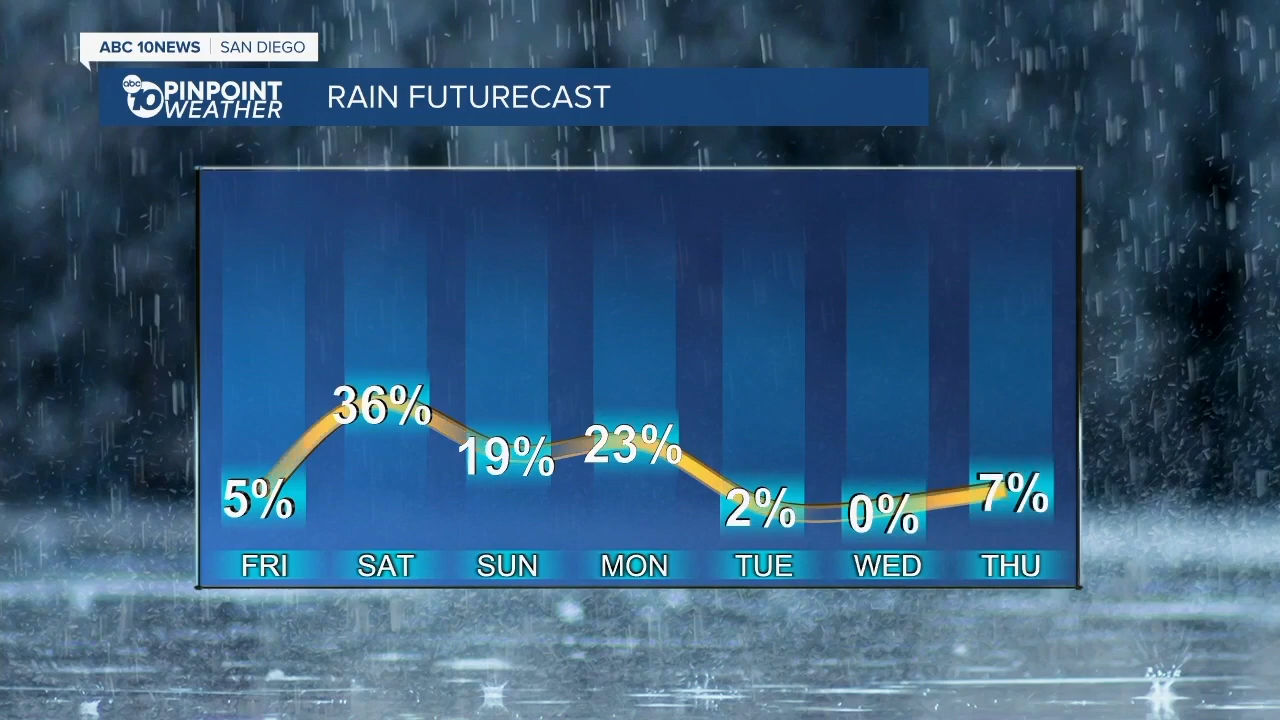 ABC 10NEWS | SAN DIEGO
abc 10 PINPOINT
WEATHER
RAIN FUTURECAST
5% 36% 19% 23% 2% 0% 7%
FRI SAT SUN MON TUE WED THU